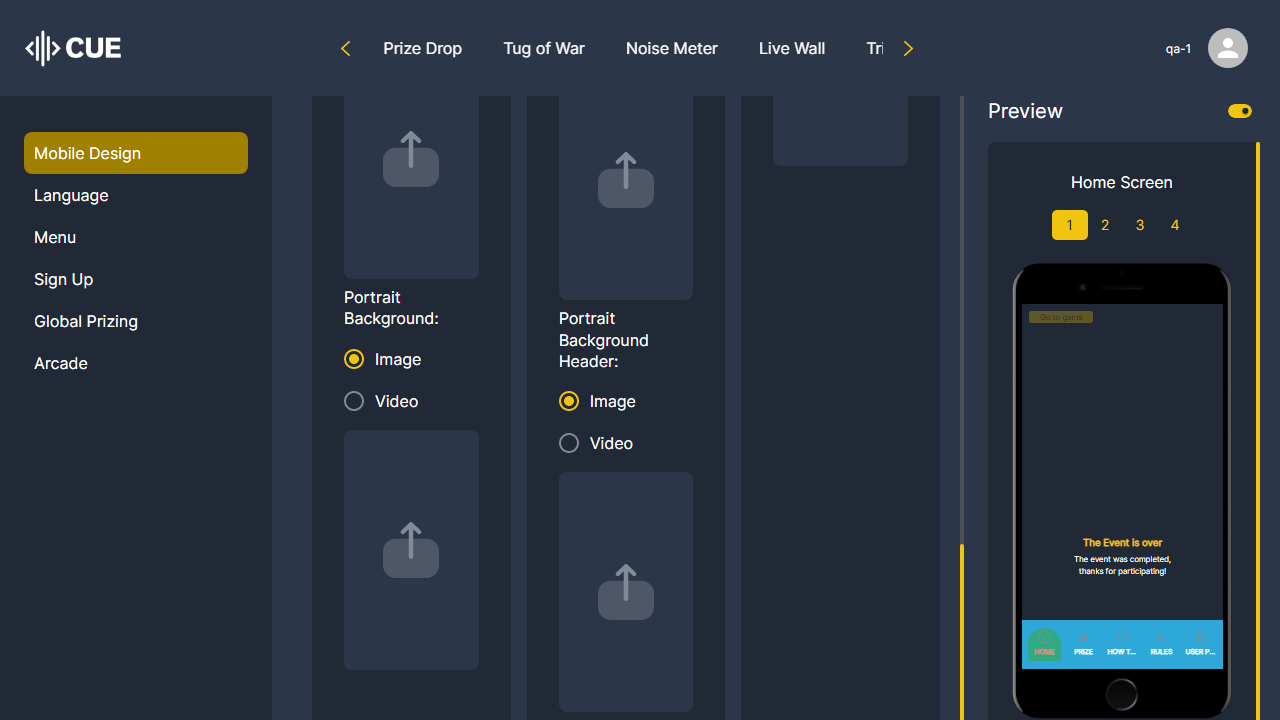 CUE
Prize Drop
Tug of War
Noise Meter
Live Wall
Tri
qa-1
Mobile Design
Language
Menu
Sign Up
Global Prizing
Arcade
Portrait
Background:
Image
Video
Portrait
Background
Header:
Image
Video
Preview
Home Screen
1 2 3 4
Go to game
The Event is over
The event was completed,
thanks for participating!
HOME PRIZE HOW T... RULES USER P...